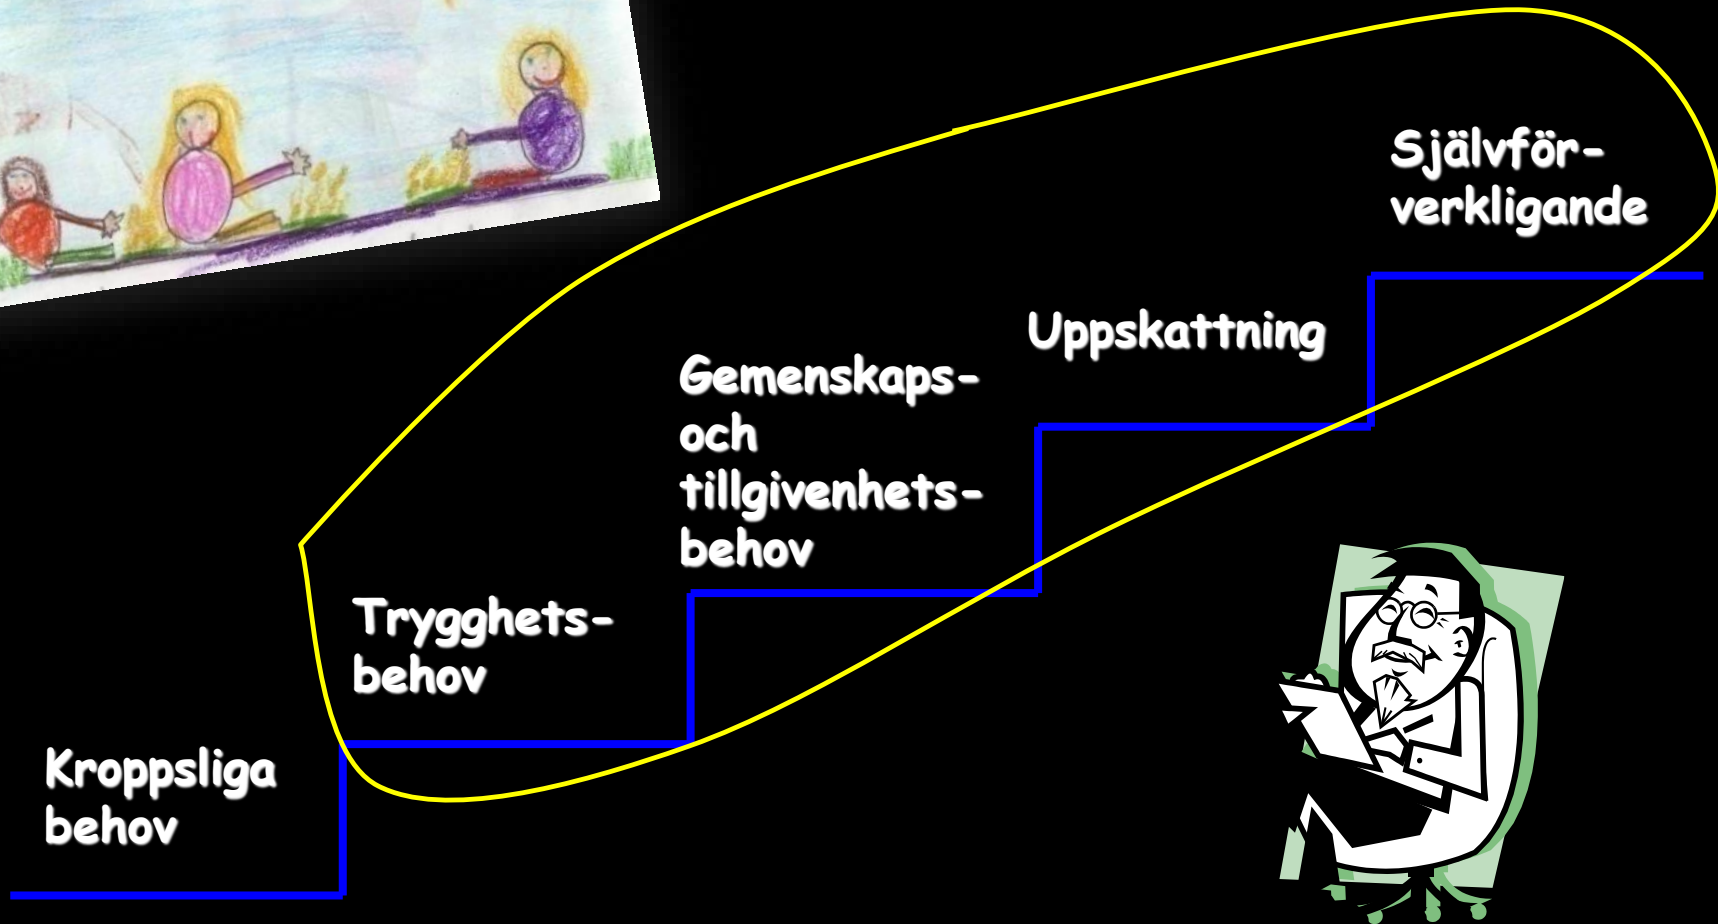 Självför-
verkligande
Uppskattning
Gemenskaps-
och
tillgivenhets-
behov
Trygghets-
behov
Kroppsliga
behov